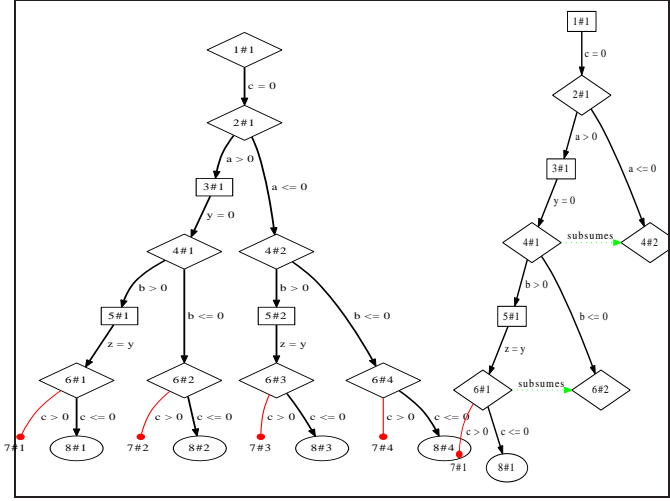 1#1
c = 0
2#1
a > 0
a <= 0
3#1
y = 0
4#1
4#2
b > 0
b <= 0
b > 0
b <= 0
5#1
5#2
z = y
z = y
6#1
6#2
6#3
6#4
c > 0
c <= 0
c > 0
c <= 0
c > 0
c <= 0
c > 0
c <= 0
7#1
8#1
7#2
8#2
7#3
8#3
7#4
8#4
1#1
c = 0
2#1
a > 0
a <= 0
3#1
y = 0
4#1
subsumes
4#2
b > 0
b <= 0
5#1
z = y
6#1
subsumes
6#2
c > 0
c <= 0
7#1
8#1